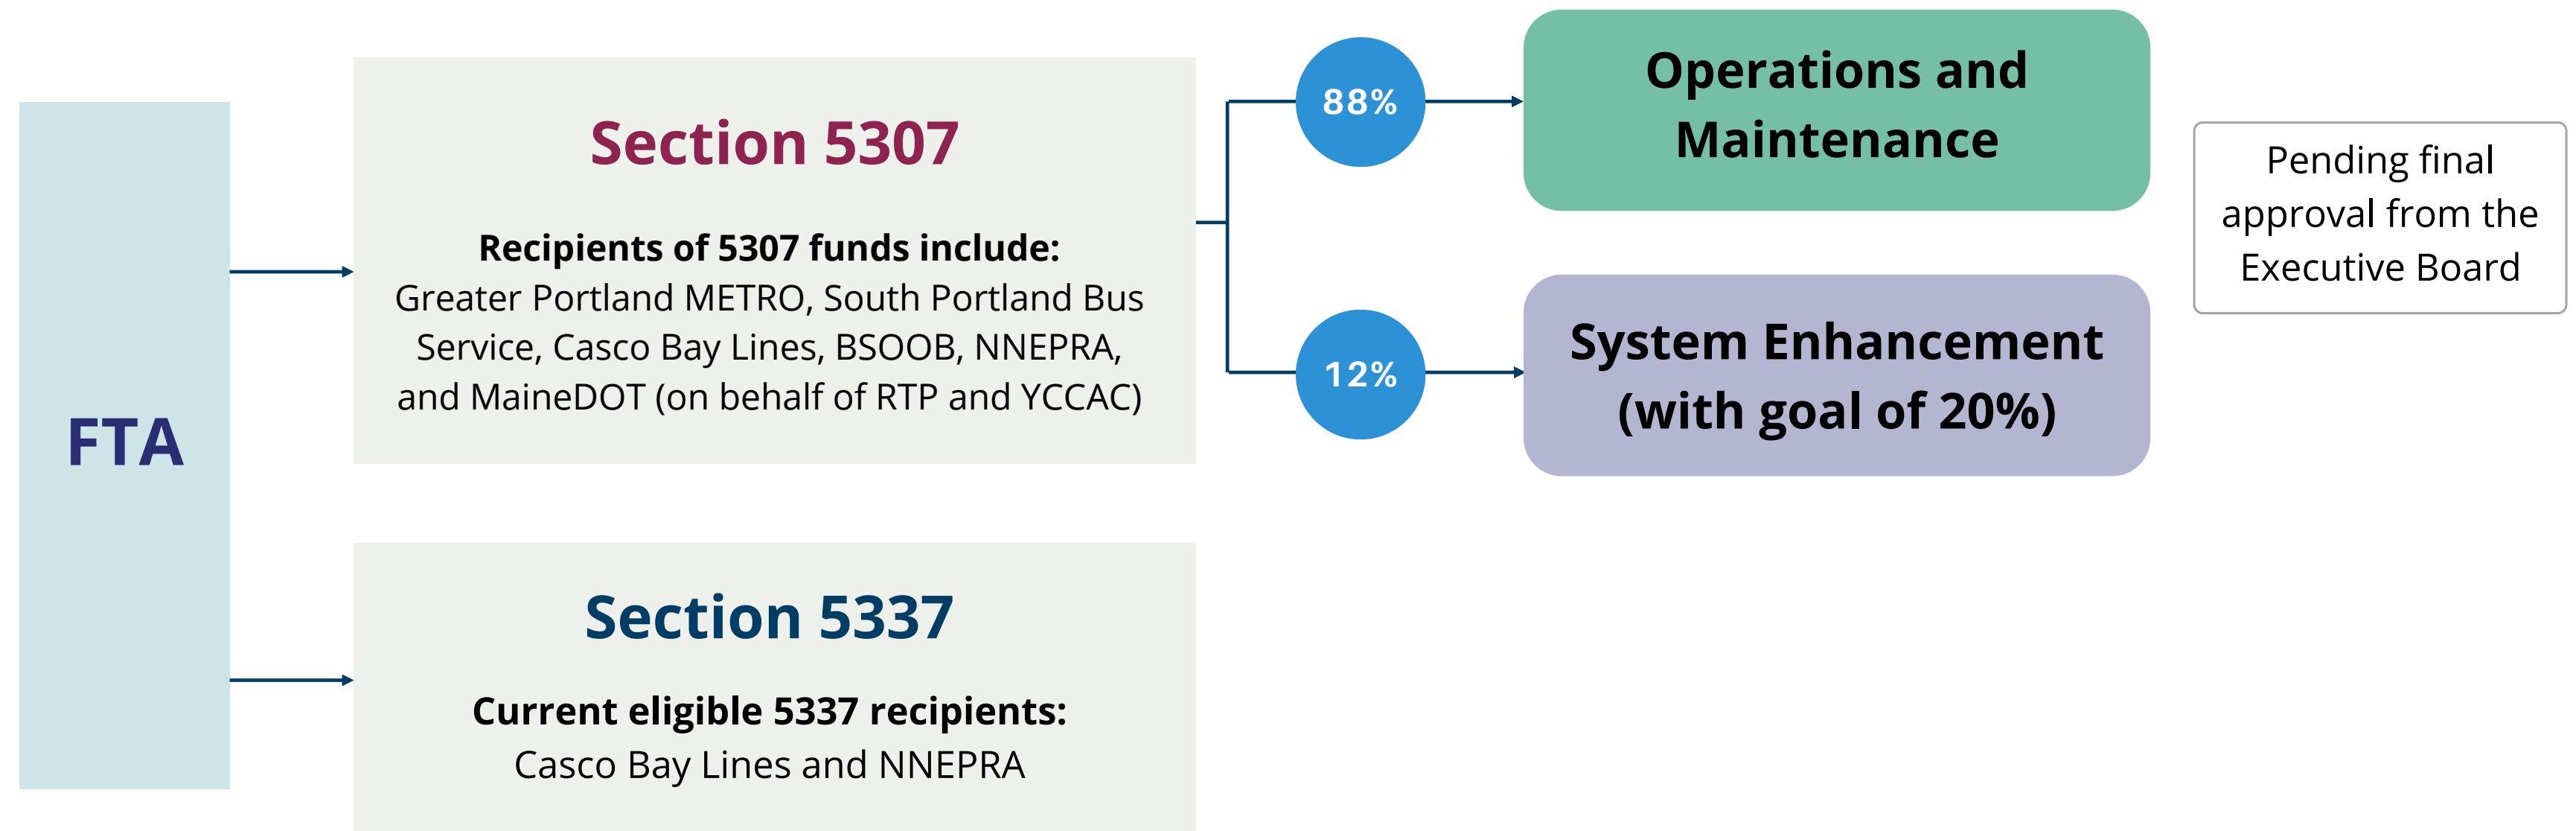 FTA
Section 5307
Recipients of 5307 funds include:
Greater Portland METRO, South Portland Bus
Service, Casco Bay Lines, BSOOB, NNEPRA,
and MaineDOT (on behalf of RTP and YCCAC)
88%
Operations and
Maintenance
12%
System Enhancement
(with goal of 20%)
Pending final
approval from the
Executive Board
Section 5337
Current eligible 5337 recipients:
Casco Bay Lines and NNEPRA